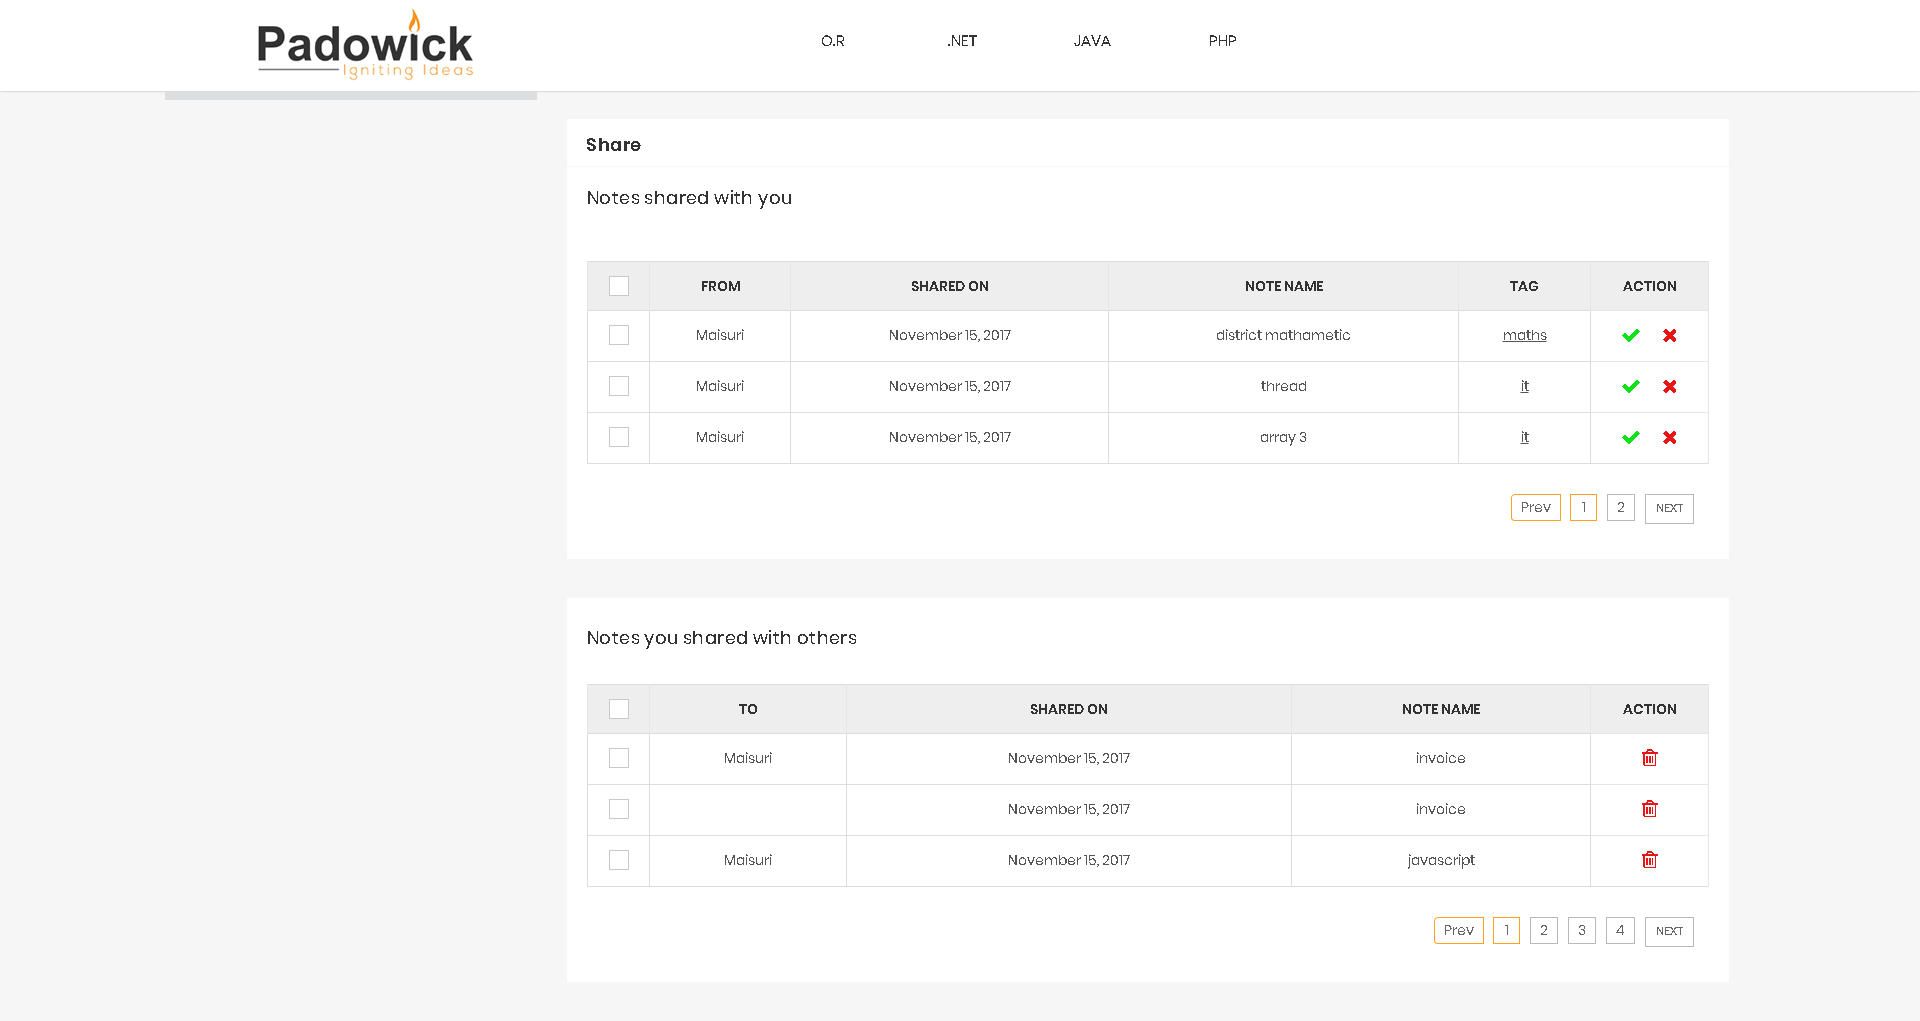 Padowick
Igniting Ideas
O.R .NET JAVA PHP
Share
Notes shared with you
FROM SHARED ON NOTE NAME TAG ACTION
Maisuri November 15, 2017 district mathametic maths
Maisuri November 15, 2017 thread it
Maisuri November 15, 2017 array 3 it
Prev 1 2 NEXT
Notes you shared with others
TO SHARED ON NOTE NAME ACTION
Maisuri November 15, 2017 invoice
November 15, 2017 invoice
Maisuri November 15, 2017 javascript
Prev 1 2 3 4 NEXT